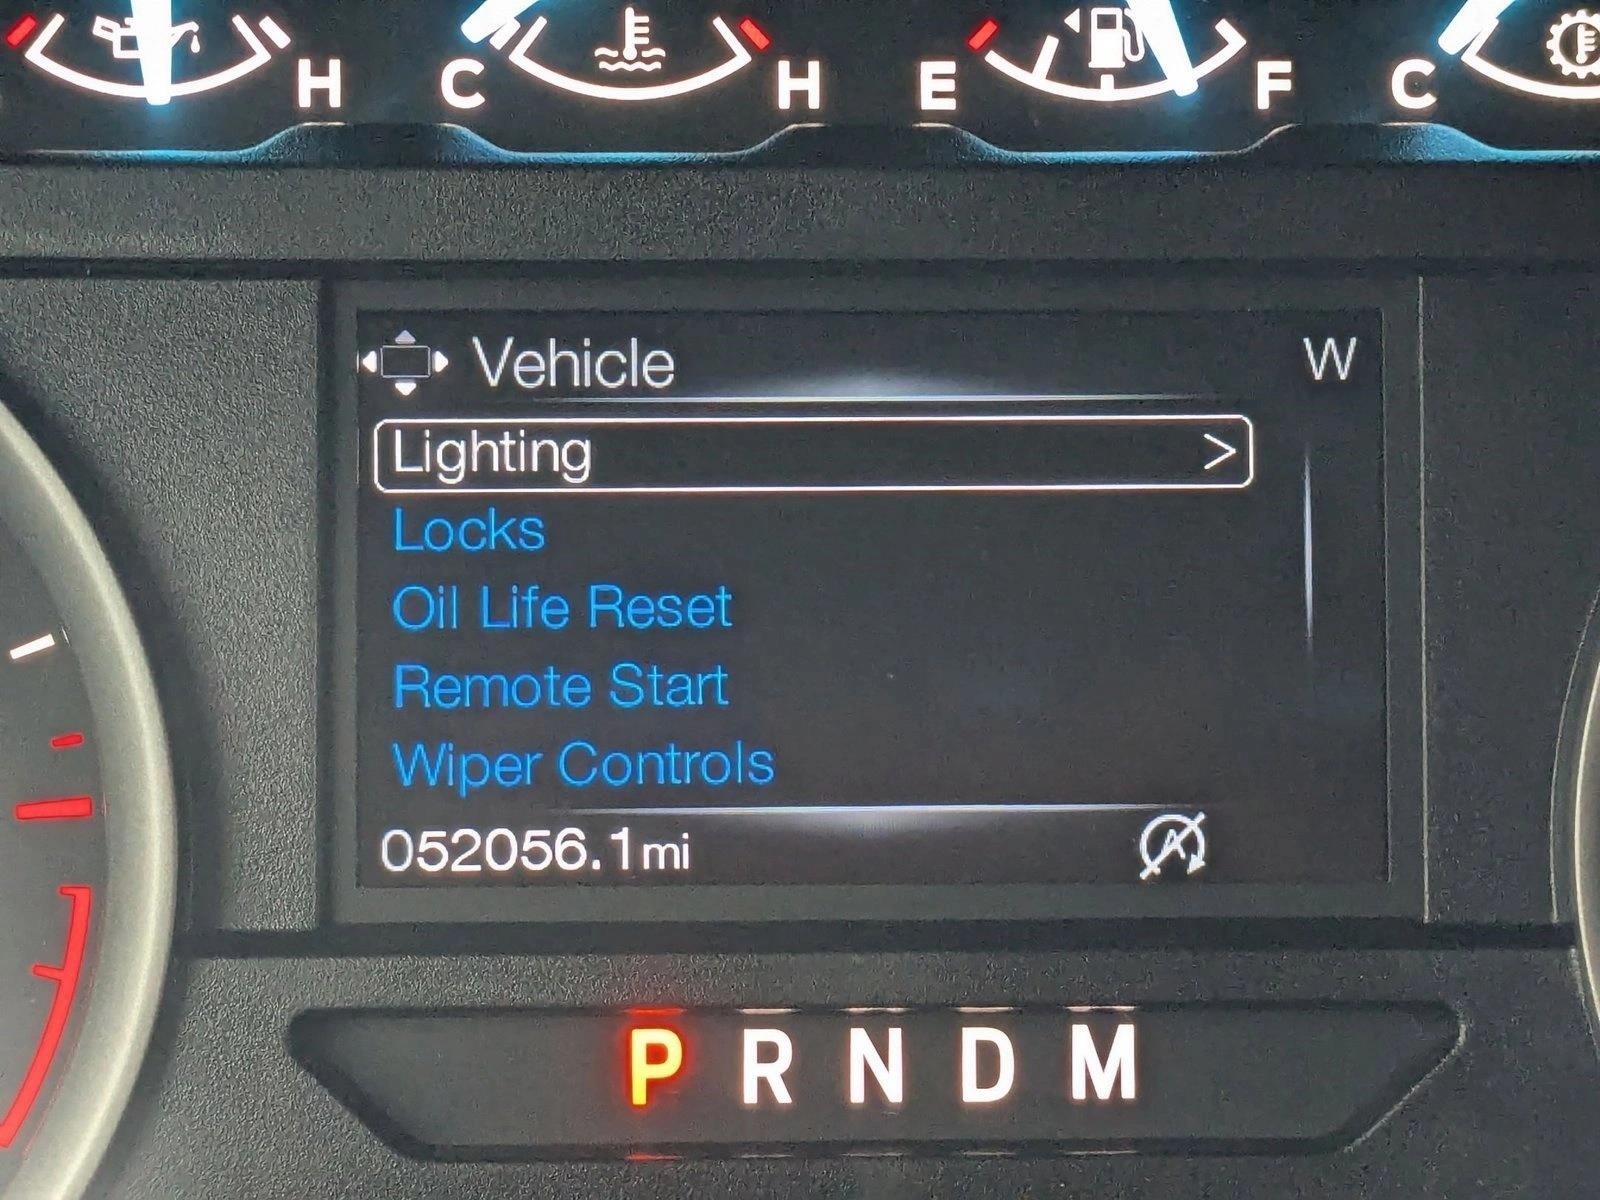 H C H E F C
Vehicle W
Lighting >
Locks
Oil Life Reset
Remote Start
Wiper Controls
052056.1mi A
P R N D M